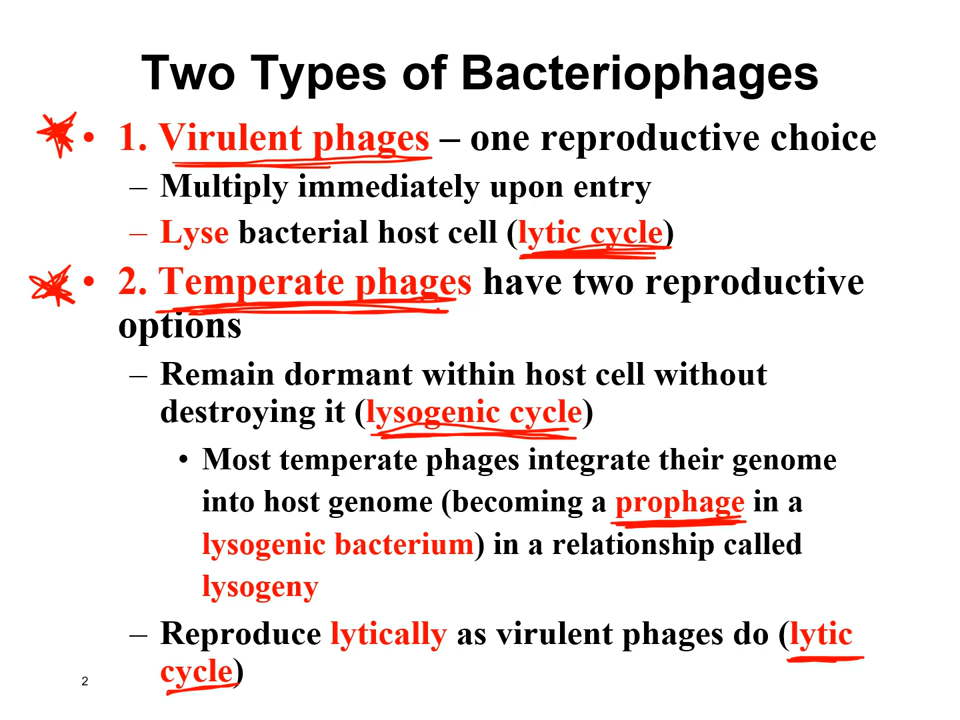 Two Types of Bacteriophages
• 1. Virulent phages – one reproductive choice
– Multiply immediately upon entry
– Lyse bacterial host cell (lytic cycle)
• 2. Temperate phages have two reproductive
options
– Remain dormant within host cell without
destroying it (lysogenic cycle)
• Most temperate phages integrate their genome
into host genome (becoming a prophage in a
lysogenic bacterium) in a relationship called
lysogeny
– Reproduce lytically as virulent phages do (lytic
cycle)
2